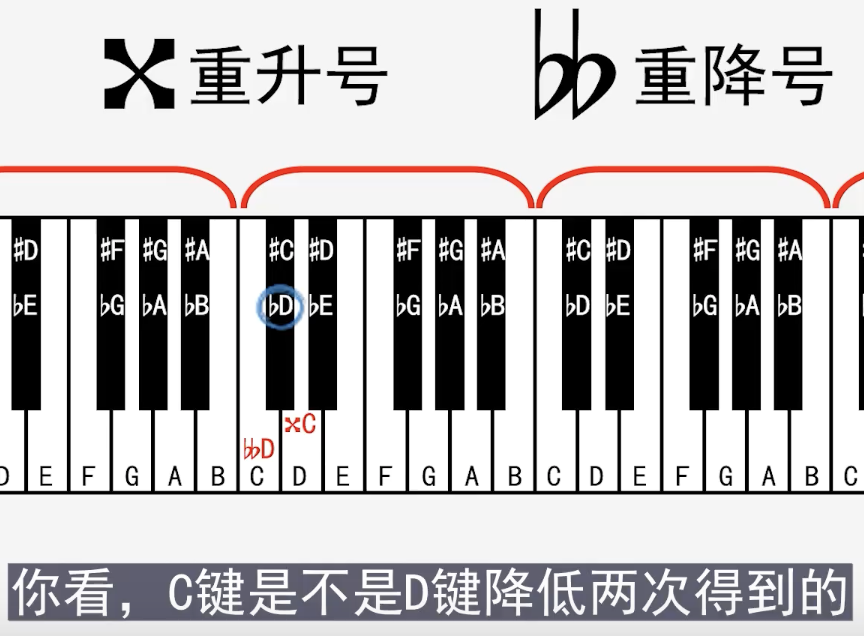 𝄪重升号 𝄫重降号
♯D ♯F ♯G ♯A ♯C ♯D ♯F ♯G ♯A ♯C ♯D ♯F ♯G ♯A
♭E ♭G ♭A ♭B ♭D ♭E ♭G ♭A ♭B ♭D ♭E ♭G ♭A ♭B
𝄪C
𝄫D
D E F G A B C D E F G A B C D E F G A B C
你看，C键是不是D键降低两次得到的